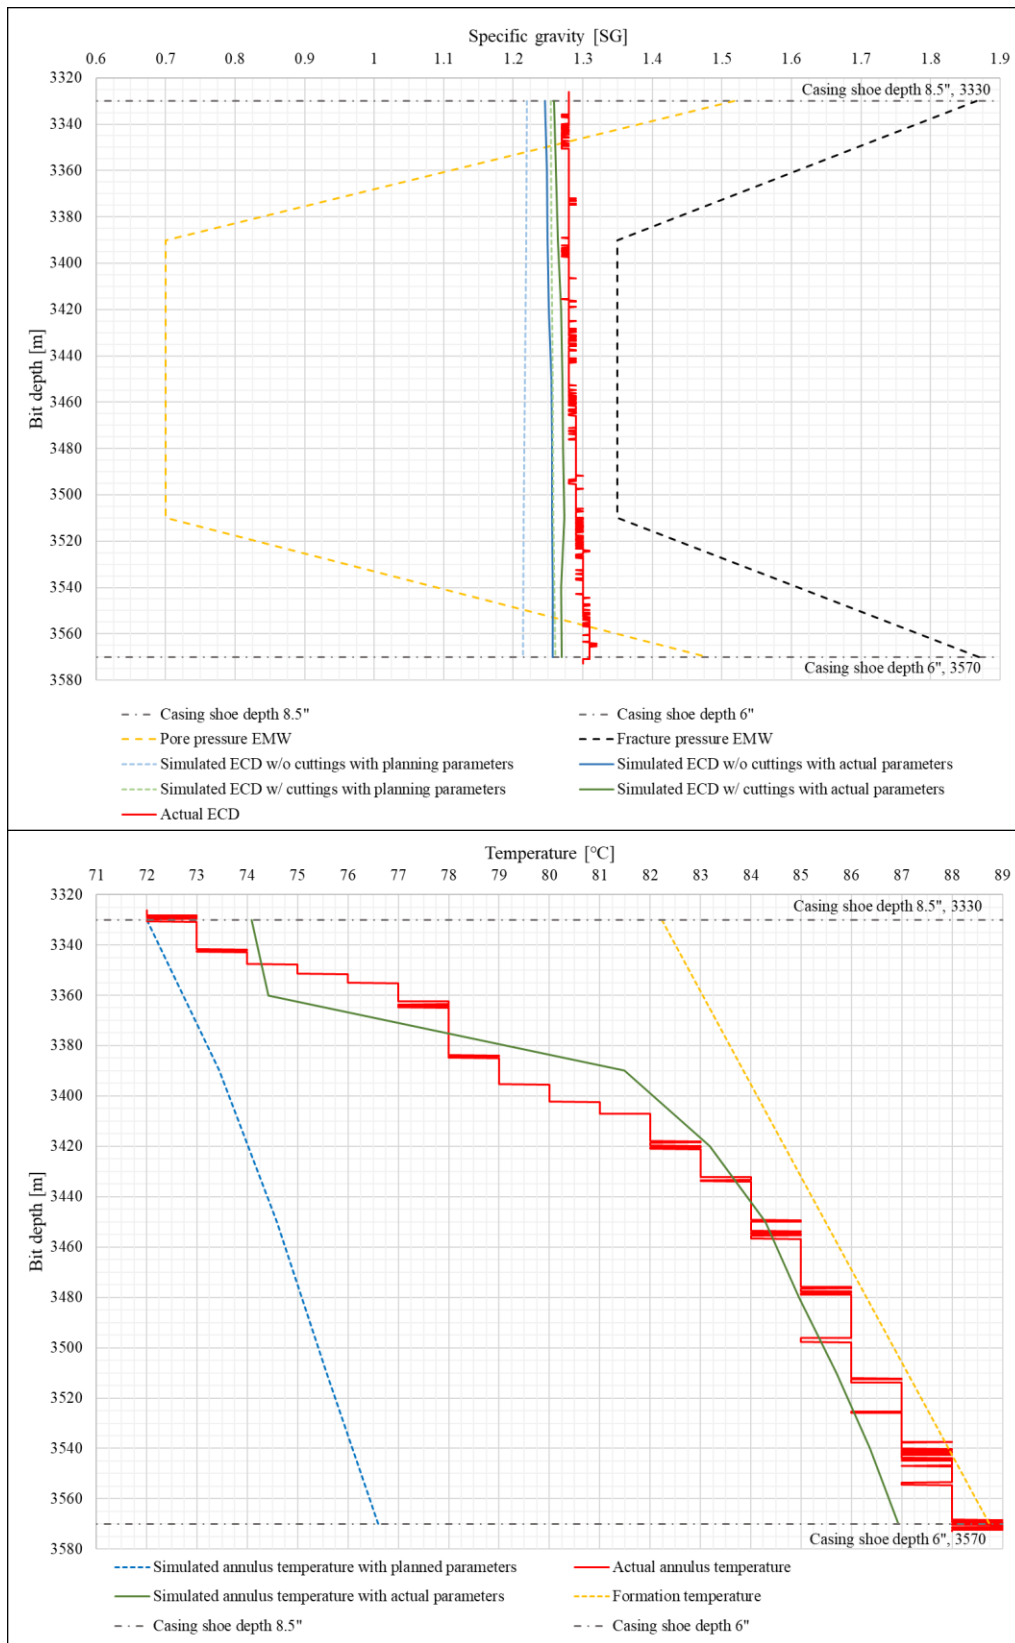 Specific gravity [SG]
0.6 0.7 0.8 0.9 1 1.1 1.2 1.3 1.4 1.5 1.6 1.7 1.8 1.9
3320
Casing shoe depth 8.5", 3330
3340
3360
3380
3400
3420
3440
Bit depth [m]
3460
3480
3500
3520
3540
3560
Casing shoe depth 6", 3570
3580
Casing shoe depth 8.5" Casing shoe depth 6"
Pore pressure EMW Fracture pressure EMW
Simulated ECD w/o cuttings with planning parameters Simulated ECD w/o cuttings with actual parameters
Simulated ECD w/ cuttings with planning parameters Simulated ECD w/ cuttings with actual parameters
Actual ECD
Temperature [°C]
71 72 73 74 75 76 77 78 79 80 81 82 83 84 85 86 87 88 89
3320
Casing shoe depth 8.5", 3330
3340
3360
3380
3400
3420
3440
Bit depth [m]
3460
3480
3500
3520
3540
3560
Casing shoe depth 6", 3570
3580
Simulated annulus temperature with planned parameters Actual annulus temperature
Simulated annulus temperature with actual parameters Formation temperature
Casing shoe depth 8.5" Casing shoe depth 6"